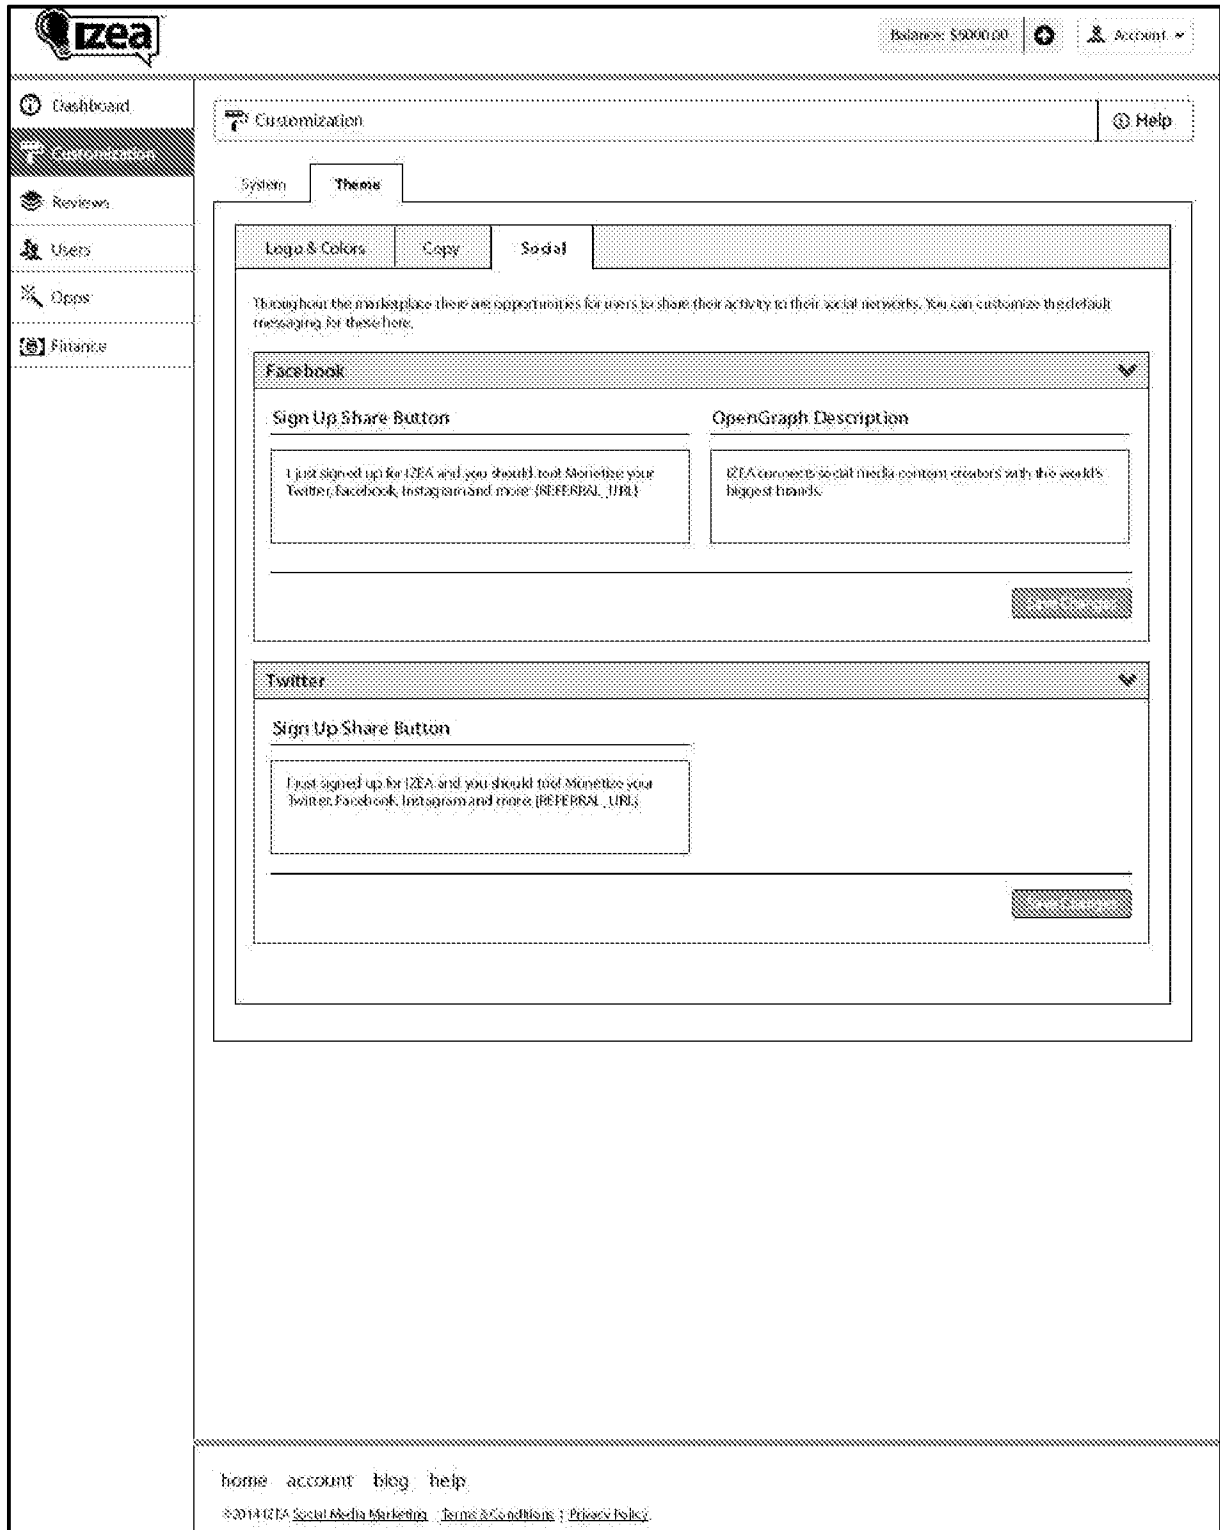 izea
Balance: $5000.00
Account
Dashboard
Customization
Reviews
Users
Opps
Finance
Customization
Help
System
Theme
Logo & Colors
Copy
Social
Throughout the marketplace there are opportunities for users to share their activity to their social networks. You can customize the default
messaging for these here.
Facebook
Sign Up Share Button
OpenGraph Description
I just signed up for IZEA and you should too! Monetize your
Twitter, Facebook, Instagram and more: {REFERRAL_URL}
IZEA connects social media content creators with the world's
biggest brands.
Save Changes
Twitter
Sign Up Share Button
I just signed up for IZEA and you should too! Monetize your
Twitter, Facebook, Instagram and more: {REFERRAL_URL}
Save Changes
home account blog help
©2014 IZEA Social Media Marketing | Terms & Conditions | Privacy Policy